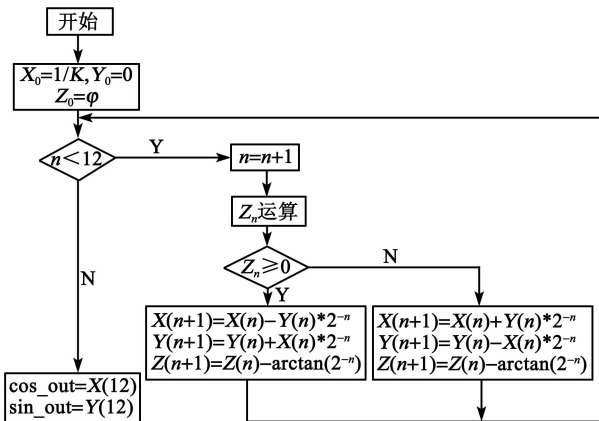 开始
X₀=1/K,Y₀=0
Z₀=φ
n<12
Y
n=n+1
Zₙ运算
Zₙ≥0
N
Y
N
X(n+1)=X(n)−Y(n)*2⁻ⁿ
Y(n+1)=Y(n)+X(n)*2⁻ⁿ
Z(n+1)=Z(n)−arctan(2⁻ⁿ)
X(n+1)=X(n)+Y(n)*2⁻ⁿ
Y(n+1)=Y(n)−X(n)*2⁻ⁿ
Z(n+1)=Z(n)−arctan(2⁻ⁿ)
cos_out=X(12)
sin_out=Y(12)